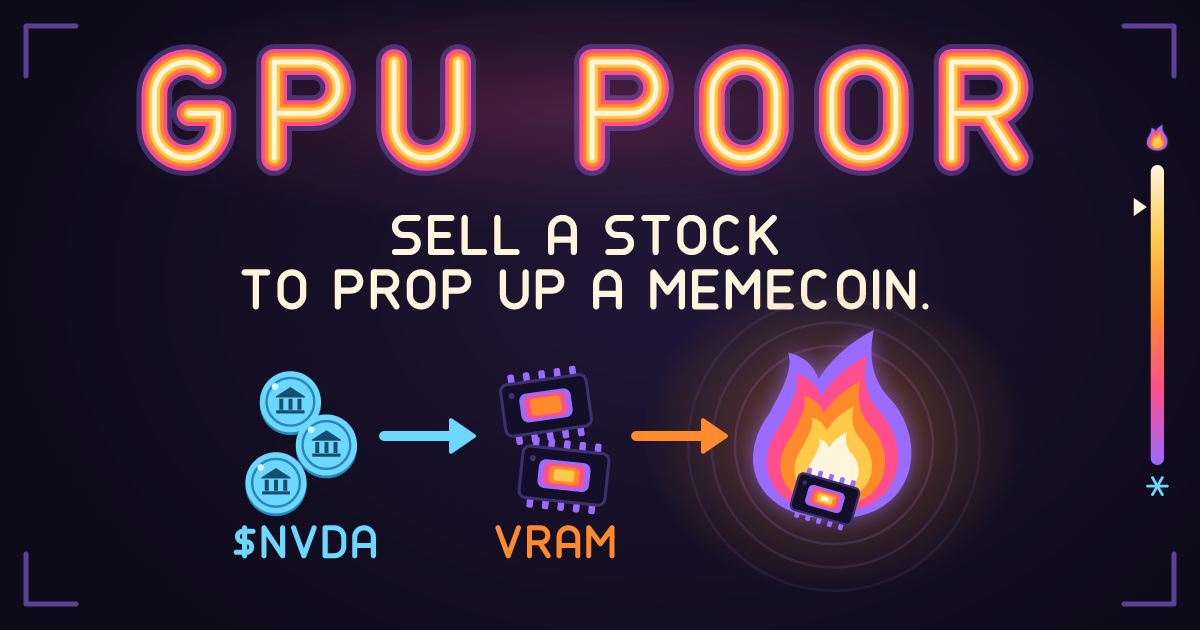 GPU POOR
SELL A STOCK
TO PROP UP A MEMECOIN.
$NVDA
VRAM